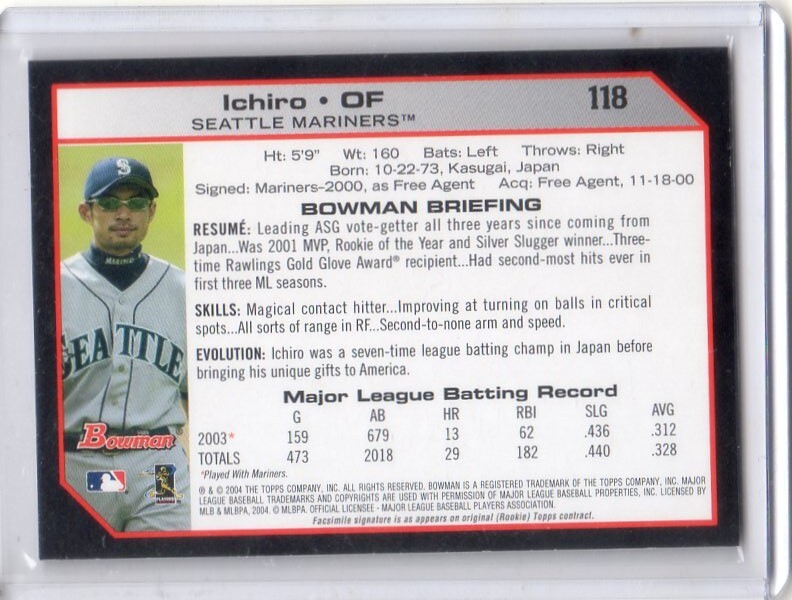 Ichiro • OF
118
SEATTLE MARINERS™
Ht: 5'9" Wt: 160 Bats: Left Throws: Right
Born: 10-22-73, Kasugai, Japan
Signed: Mariners-2000, as Free Agent Acq: Free Agent, 11-18-00
BOWMAN BRIEFING
RESUMÉ: Leading ASG vote-getter all three years since coming from
Japan...Was 2001 MVP, Rookie of the Year and Silver Slugger winner...Three-
time Rawlings Gold Glove Award® recipient...Had second-most hits ever in
first three ML seasons.
SKILLS: Magical contact hitter...Improving at turning on balls in critical
spots...All sorts of range in RF...Second-to-none arm and speed.
EVOLUTION: Ichiro was a seven-time league batting champ in Japan before
bringing his unique gifts to America.
Major League Batting Record
G AB HR RBI SLG AVG
2003* 159 679 13 62 .436 .312
TOTALS 473 2018 29 182 .440 .328
*Played With Mariners.
® & © 2004 THE TOPPS COMPANY, INC. ALL RIGHTS RESERVED. BOWMAN IS A REGISTERED TRADEMARK OF THE TOPPS COMPANY, INC. MAJOR
LEAGUE BASEBALL TRADEMARKS AND COPYRIGHTS ARE USED WITH PERMISSION OF MAJOR LEAGUE BASEBALL PROPERTIES, INC. LICENSED BY
MLB & MLBPA, 2004. © MLBPA. OFFICIAL LICENSEE - MAJOR LEAGUE BASEBALL PLAYERS ASSOCIATION.
Facsimile signature is as appears on original (Rookie) Topps contract.
S
SEATTLE
Bowman
PLAYERS